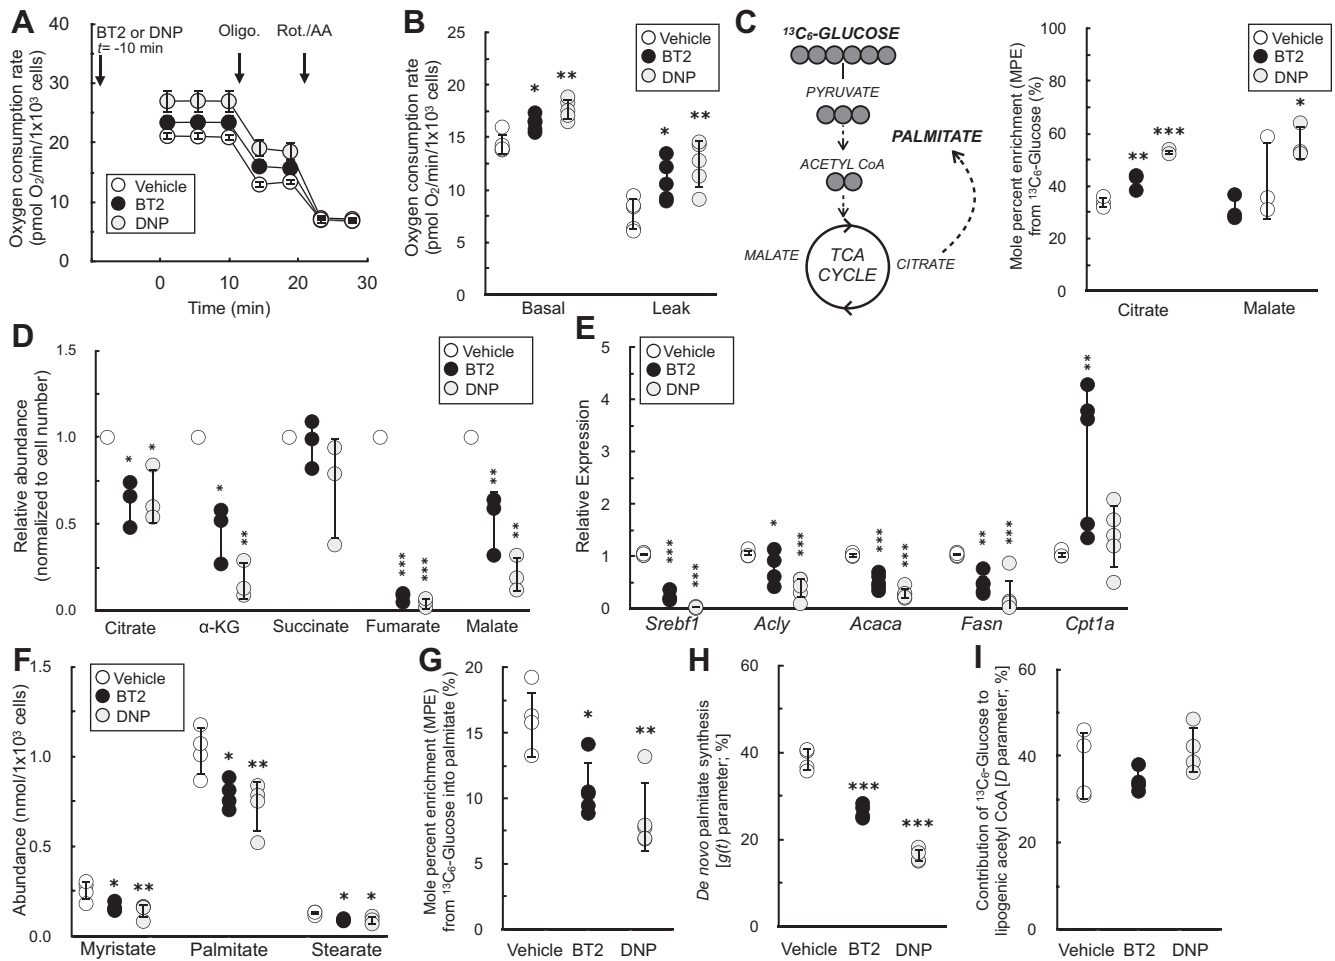 A
Oxygen consumption rate
(pmol O2/min/1x10³ cells)
40
30
20
10
0
BT2 or DNP
t= -10 min
Oligo.
Rot./AA
Vehicle
BT2
DNP
0
10
20
30
Time (min)
B
Oxygen consumption rate
(pmol O2/min/1x10³ cells)
25
20
15
10
5
0
Vehicle
BT2
DNP
*
**
*
**
Basal
Leak
C
¹³C₆-GLUCOSE
PYRUVATE
ACETYL CoA
PALMITATE
MALATE
TCA
CYCLE
CITRATE
Mole percent enrichment (MPE)
from ¹³C₆-Glucose (%)
100
80
60
40
20
0
Vehicle
BT2
DNP
**
***
*
Citrate
Malate
D
Relative abundance
(normalized to cell number)
1.5
1.0
0.5
0.0
Vehicle
BT2
DNP
*
*
*
**
***
***
**
**
Citrate
α-KG
Succinate
Fumarate
Malate
E
Relative Expression
5
4
3
2
1
0
Vehicle
BT2
DNP
***
***
*
***
***
***
**
***
**
Srebf1
Acly
Acaca
Fasn
Cpt1a
F
Abundance (nmol/1x10³ cells)
1.5
1.0
0.5
0.0
Vehicle
BT2
DNP
*
**
*
**
*
*
Myristate
Palmitate
Stearate
G
Mole percent enrichment (MPE)
from ¹³C₆-Glucose into palmitate (%)
20
15
10
5
0
*
**
Vehicle
BT2
DNP
H
De novo palmitate synthesis
[g(t) parameter; %]
60
40
20
0
***
***
Vehicle
BT2
DNP
I
Contribution of ¹³C₆-Glucose to
lipogenic acetyl CoA [D parameter; %]
60
40
20
0
Vehicle
BT2
DNP